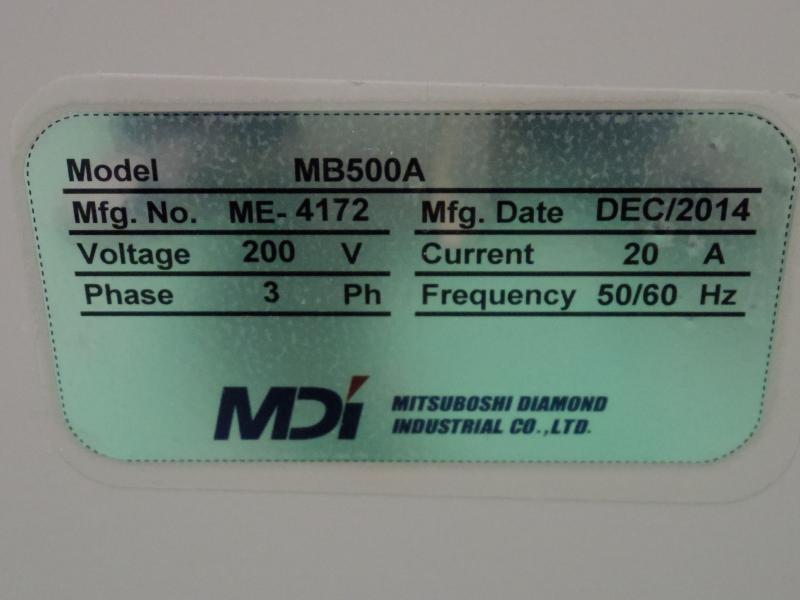 Model MB500A
Mfg. No. ME- 4172 Mfg. Date DEC/2014
Voltage 200 V Current 20 A
Phase 3 Ph Frequency 50/60 Hz
MDi MITSUBOSHI DIAMOND
INDUSTRIAL CO.,LTD.